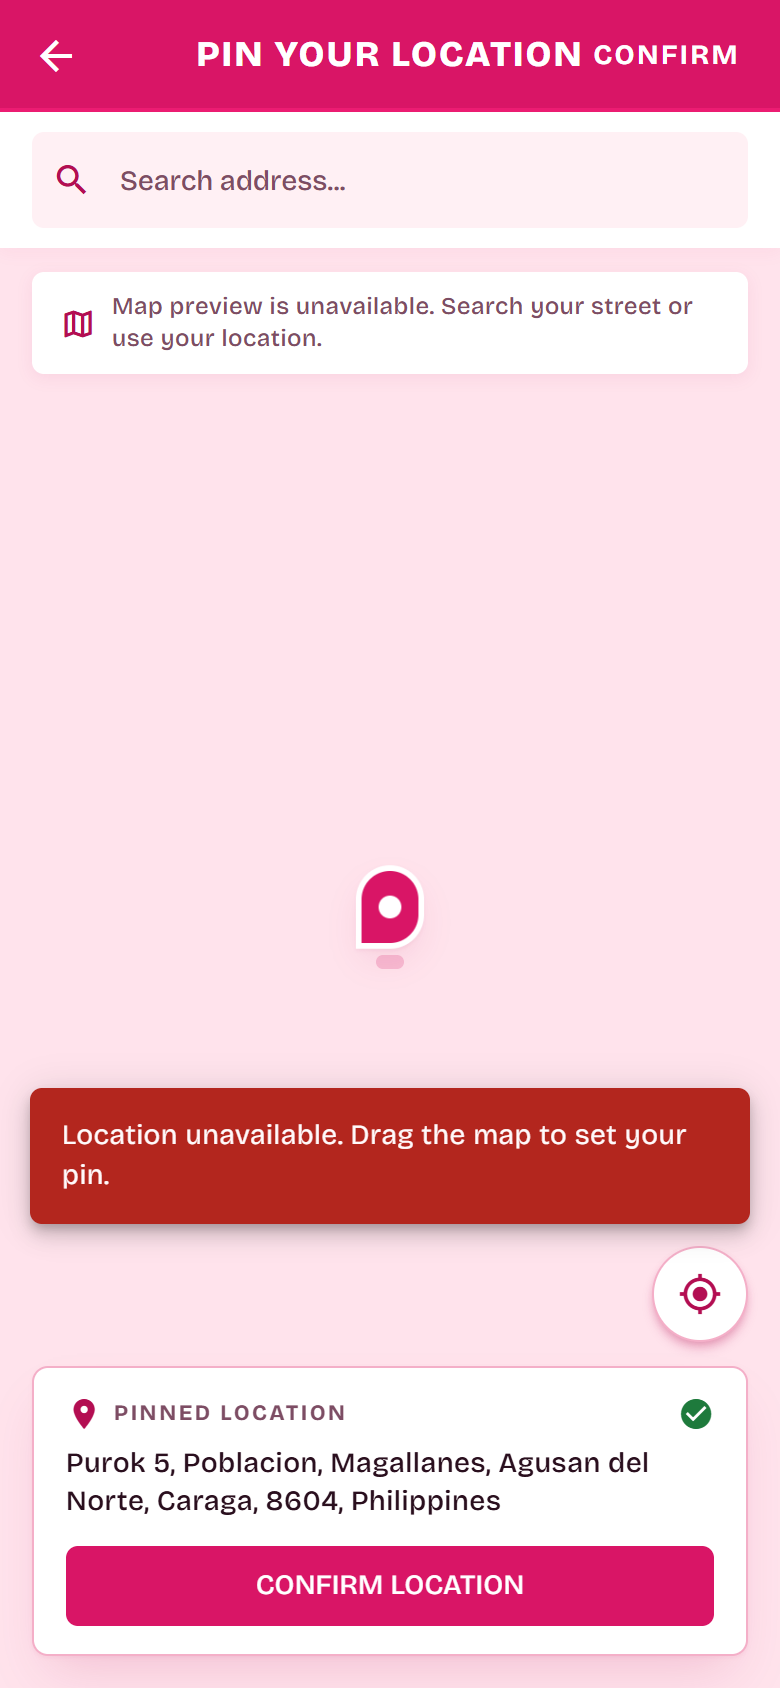 PIN YOUR LOCATION CONFIRM
Search address...
Map preview is unavailable. Search your street or
use your location.
Location unavailable. Drag the map to set your
pin.
PINNED LOCATION
Purok 5, Poblacion, Magallanes, Agusan del
Norte, Caraga, 8604, Philippines
CONFIRM LOCATION